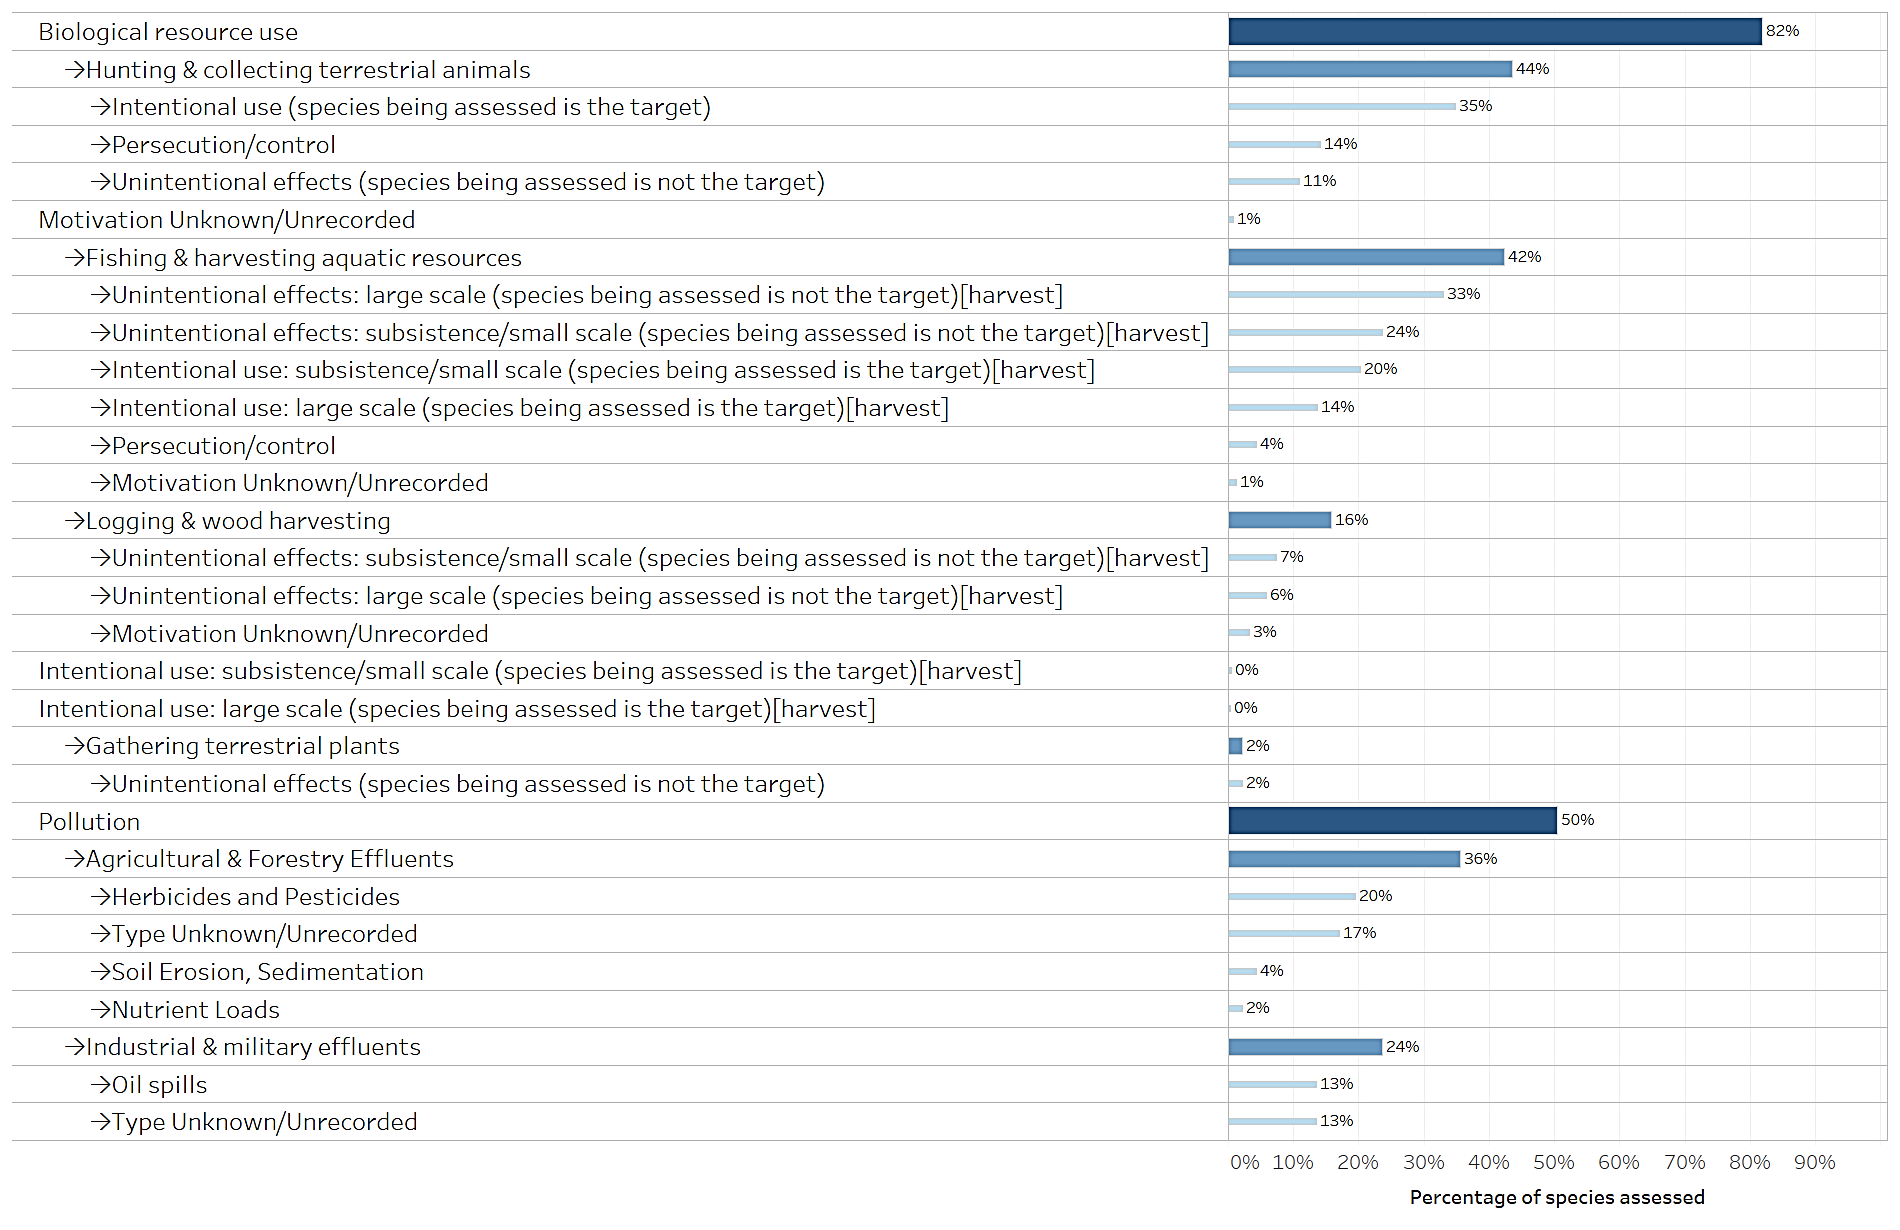 Biological resource use 82%
→Hunting & collecting terrestrial animals 44%
→Intentional use (species being assessed is the target) 35%
→Persecution/control 14%
→Unintentional effects (species being assessed is not the target) 11%
Motivation Unknown/Unrecorded 1%
→Fishing & harvesting aquatic resources 42%
→Unintentional effects: large scale (species being assessed is not the target)[harvest] 33%
→Unintentional effects: subsistence/small scale (species being assessed is not the target)[harvest] 24%
→Intentional use: subsistence/small scale (species being assessed is the target)[harvest] 20%
→Intentional use: large scale (species being assessed is the target)[harvest] 14%
→Persecution/control 4%
→Motivation Unknown/Unrecorded 1%
→Logging & wood harvesting 16%
→Unintentional effects: subsistence/small scale (species being assessed is not the target)[harvest] 7%
→Unintentional effects: large scale (species being assessed is not the target)[harvest] 6%
→Motivation Unknown/Unrecorded 3%
Intentional use: subsistence/small scale (species being assessed is the target)[harvest] 0%
Intentional use: large scale (species being assessed is the target)[harvest] 0%
→Gathering terrestrial plants 2%
→Unintentional effects (species being assessed is not the target) 2%
Pollution 50%
→Agricultural & Forestry Effluents 36%
→Herbicides and Pesticides 20%
→Type Unknown/Unrecorded 17%
→Soil Erosion, Sedimentation 4%
→Nutrient Loads 2%
→Industrial & military effluents 24%
→Oil spills 13%
→Type Unknown/Unrecorded 13%
0% 10% 20% 30% 40% 50% 60% 70% 80% 90%
Percentage of species assessed